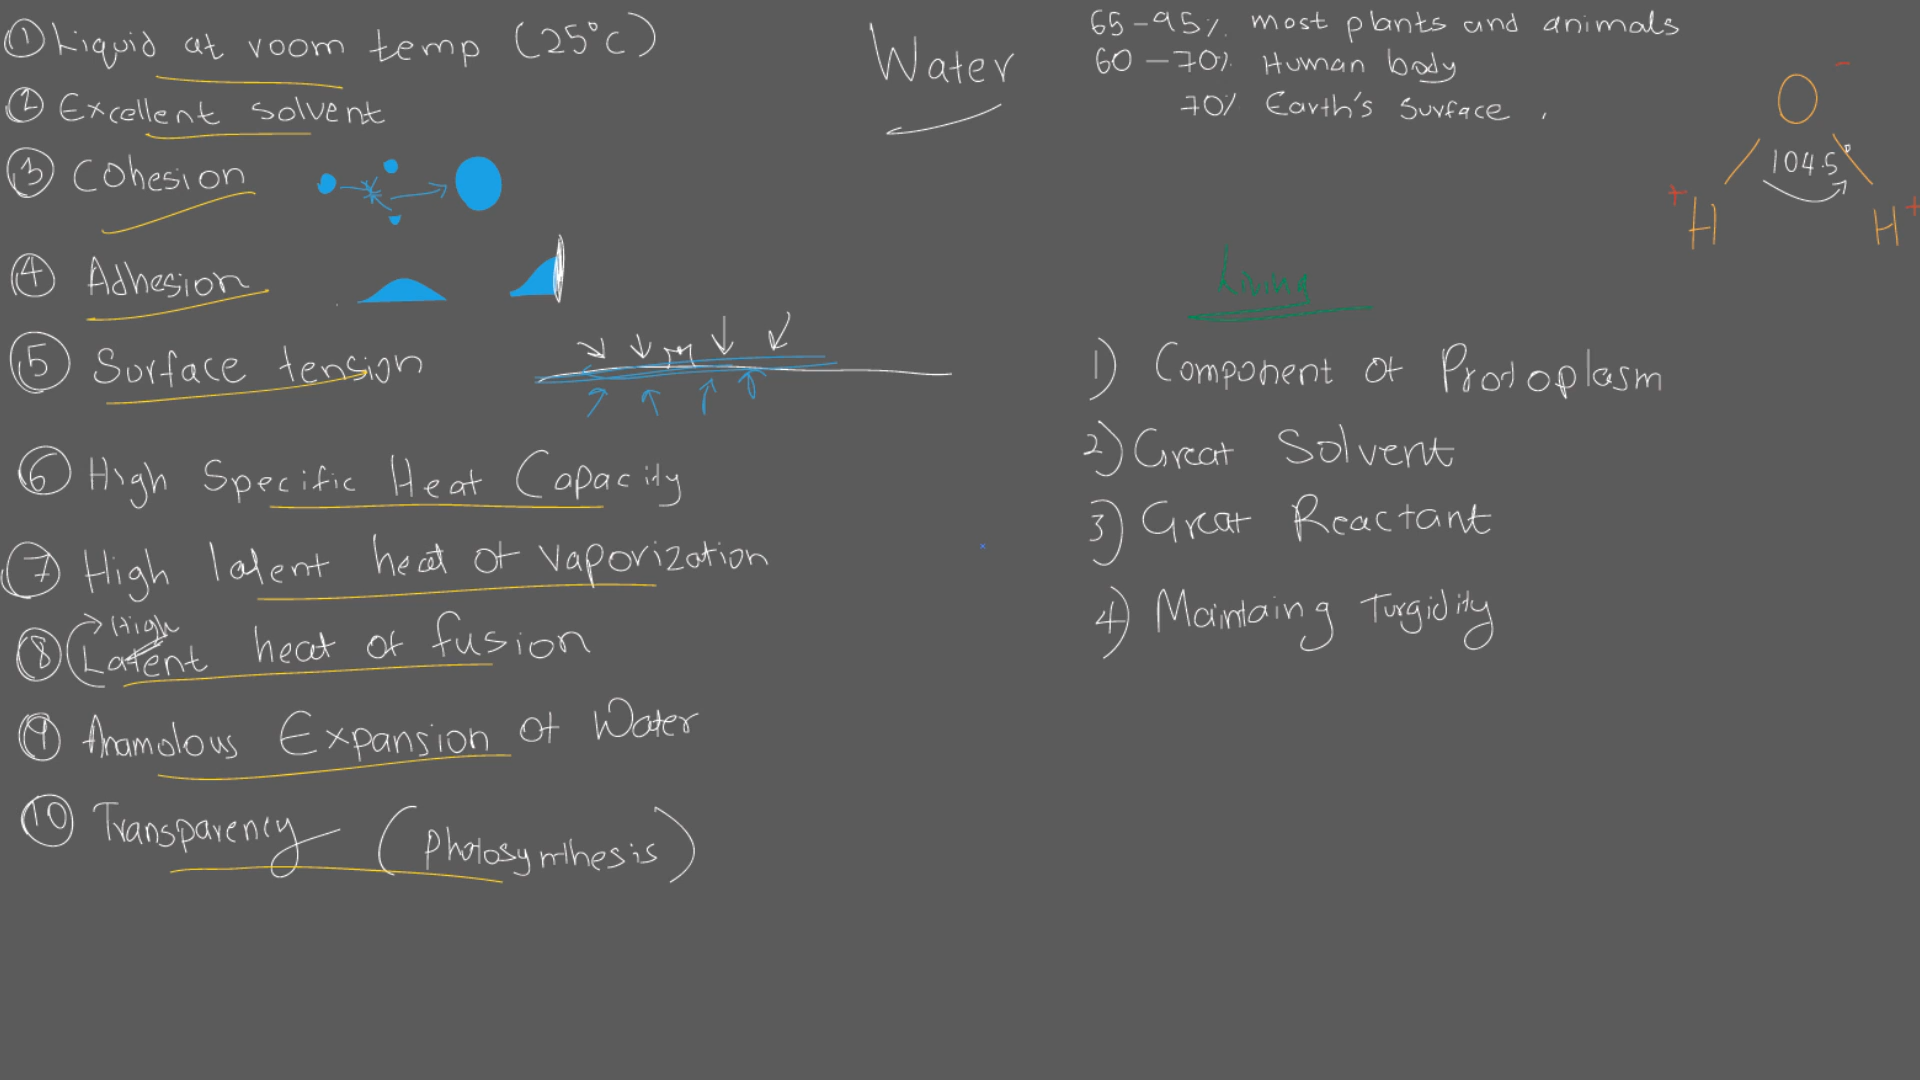 Water
① Liquid at room temp (25°C)
② Excellent solvent
③ Cohesion
④ Adhesion
⑤ Surface tension
⑥ High Specific Heat Capacity
⑦ High latent heat of vaporization
→ High
⑧ (Latent heat of fusion
⑨ Anamolous Expansion of Water
⑩ Transparency (Photosynthesis)
65-95% most plants and animals
60-70% Human body
70% Earth's Surface.
O -
104.5°
+ H
H +
Living
1) Component of Protoplasm
2) Great Solvent
3) Great Reactant
4) Maintaing Turgidity